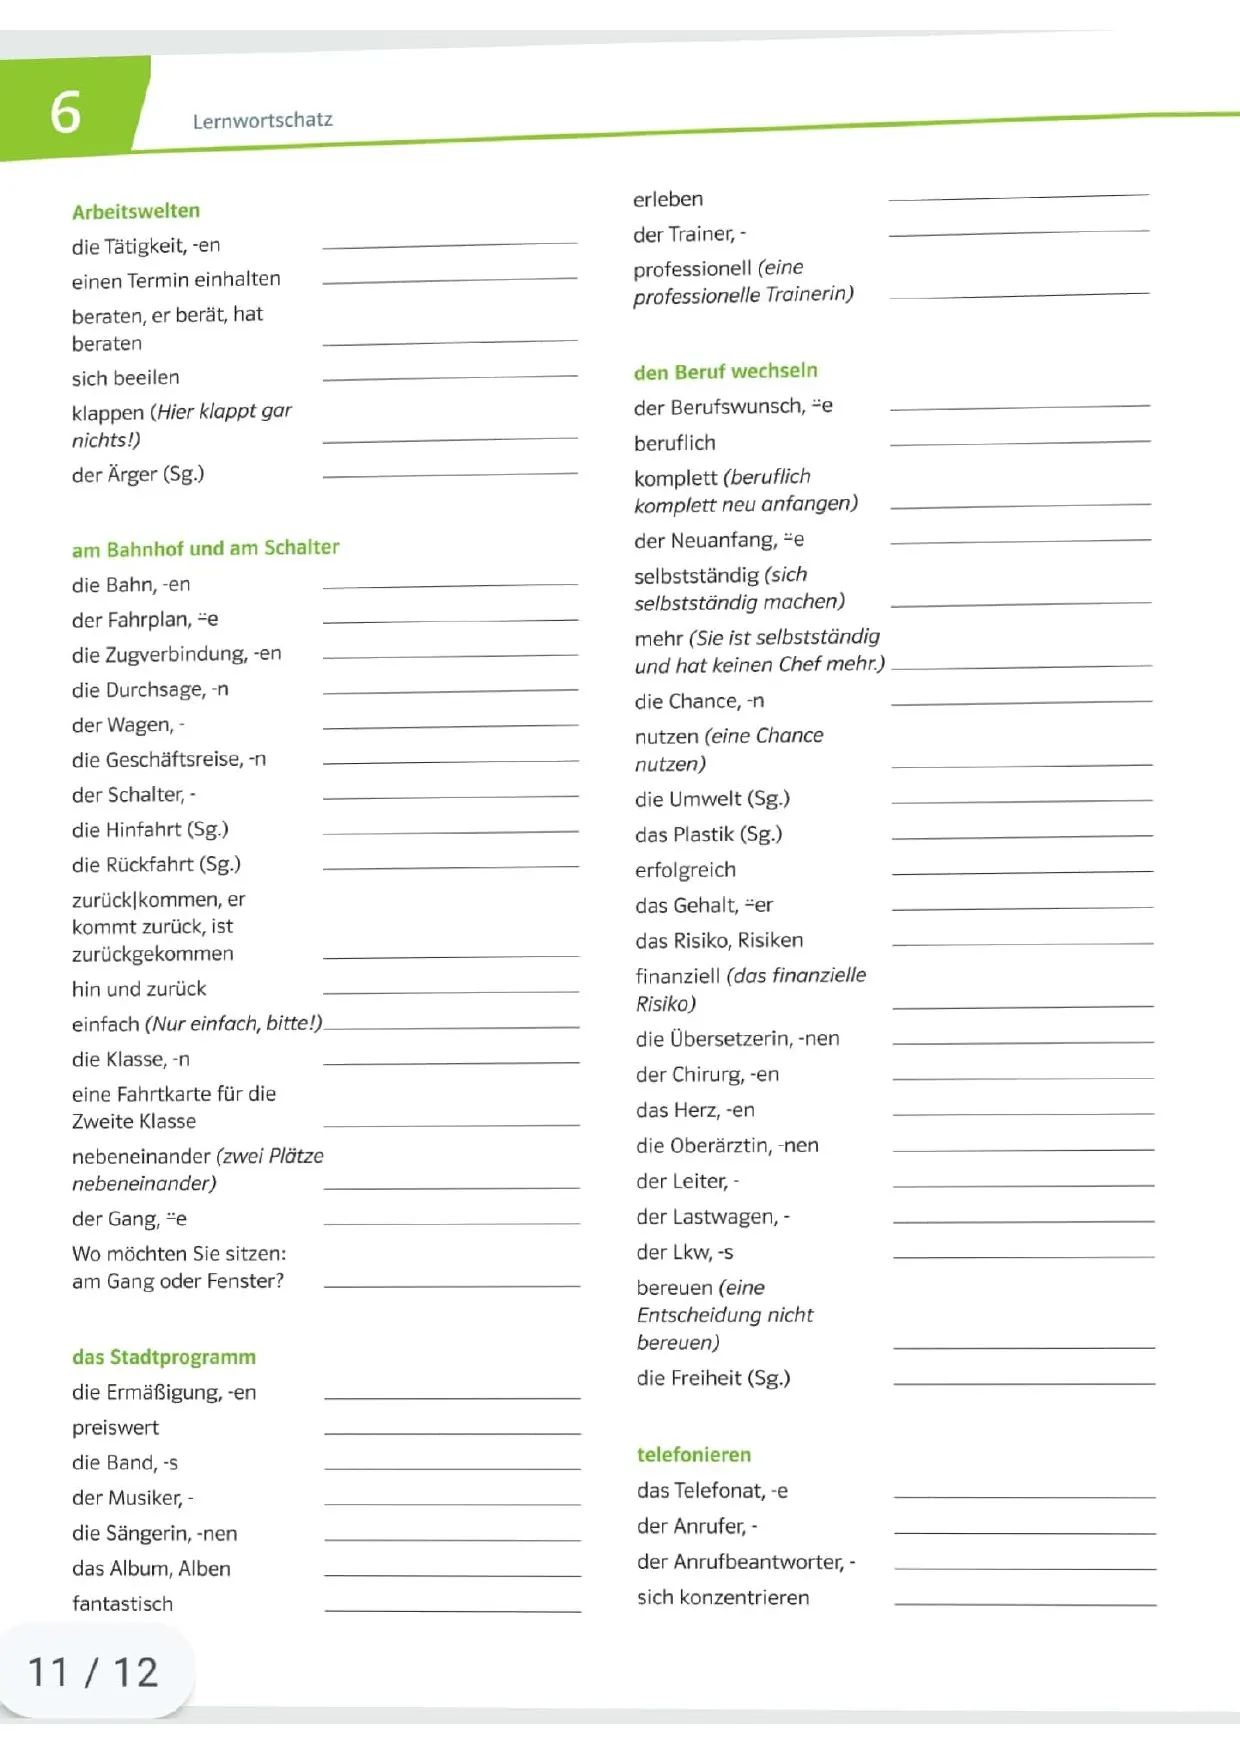 6
Lernwortschatz
Arbeitswelten
die Tätigkeit, -en
einen Termin einhalten
beraten, er berät, hat
beraten
sich beeilen
klappen (Hier klappt gar
nichts!)
der Ärger (Sg.)
am Bahnhof und am Schalter
die Bahn, -en
der Fahrplan, ⸚e
die Zugverbindung, -en
die Durchsage, -n
der Wagen, -
die Geschäftsreise, -n
der Schalter, -
die Hinfahrt (Sg.)
die Rückfahrt (Sg.)
zurück|kommen, er
kommt zurück, ist
zurückgekommen
hin und zurück
einfach (Nur einfach, bitte!)
die Klasse, -n
eine Fahrtkarte für die
Zweite Klasse
nebeneinander (zwei Plätze
nebeneinander)
der Gang, ⸚e
Wo möchten Sie sitzen:
am Gang oder Fenster?
das Stadtprogramm
die Ermäßigung, -en
preiswert
die Band, -s
der Musiker, -
die Sängerin, -nen
das Album, Alben
fantastisch
erleben
der Trainer, -
professionell (eine
professionelle Trainerin)
den Beruf wechseln
der Berufswunsch, ⸚e
beruflich
komplett (beruflich
komplett neu anfangen)
der Neuanfang, ⸚e
selbstständig (sich
selbstständig machen)
mehr (Sie ist selbstständig
und hat keinen Chef mehr.)
die Chance, -n
nutzen (eine Chance
nutzen)
die Umwelt (Sg.)
das Plastik (Sg.)
erfolgreich
das Gehalt, ⸚er
das Risiko, Risiken
finanziell (das finanzielle
Risiko)
die Übersetzerin, -nen
der Chirurg, -en
das Herz, -en
die Oberärztin, -nen
der Leiter, -
der Lastwagen, -
der Lkw, -s
bereuen (eine
Entscheidung nicht
bereuen)
die Freiheit (Sg.)
telefonieren
das Telefonat, -e
der Anrufer, -
der Anrufbeantworter, -
sich konzentrieren
11 / 12